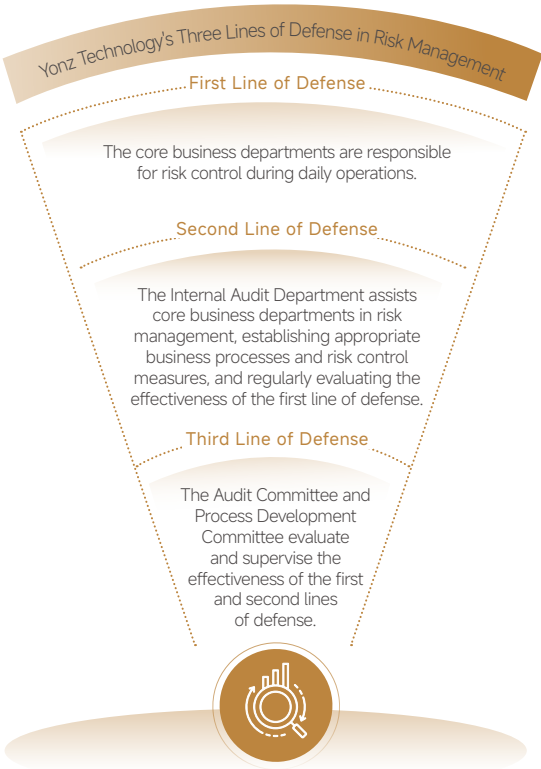 Yonz Technology's Three Lines of Defense in Risk Management
First Line of Defense
The core business departments are responsible
for risk control during daily operations.
Second Line of Defense
The Internal Audit Department assists
core business departments in risk
management, establishing appropriate
business processes and risk control
measures, and regularly evaluating the
effectiveness of the first line of defense.
Third Line of Defense
The Audit Committee and
Process Development
Committee evaluate
and supervise the
effectiveness of the first
and second lines
of defense.